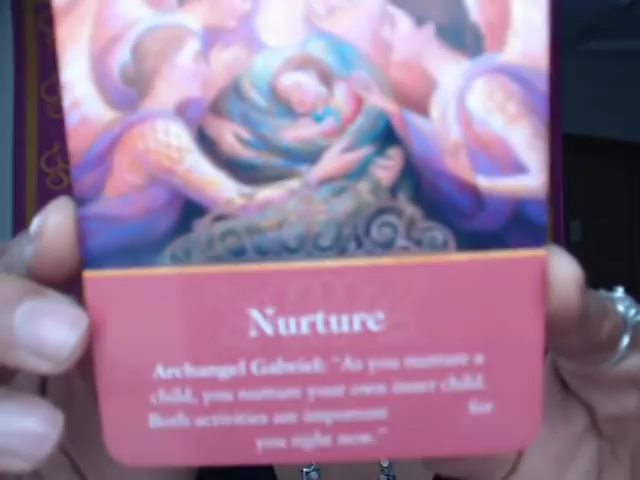 Nurture
Archangel Gabriel: "As you nurture a
child, you nurture your own inner child.
Both activities are important for
you right now."